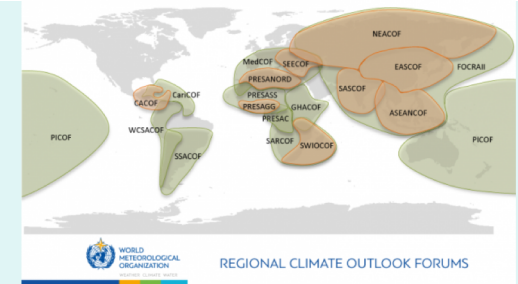 NEACOF
MedCOF
SEECOF
EASCOF
FOCRAII
PRESANORD
SASCOF
CariCOF
PRESASS
CACOF
PRESAGG
GHACOF
ASEANCOF
PRESAC
WCSACOF
PICOF
SARCOF
SWIOCOF
PICOF
SSACOF
WORLD
METEOROLOGICAL
ORGANIZATION
WEATHER CLIMATE WATER
REGIONAL CLIMATE OUTLOOK FORUMS